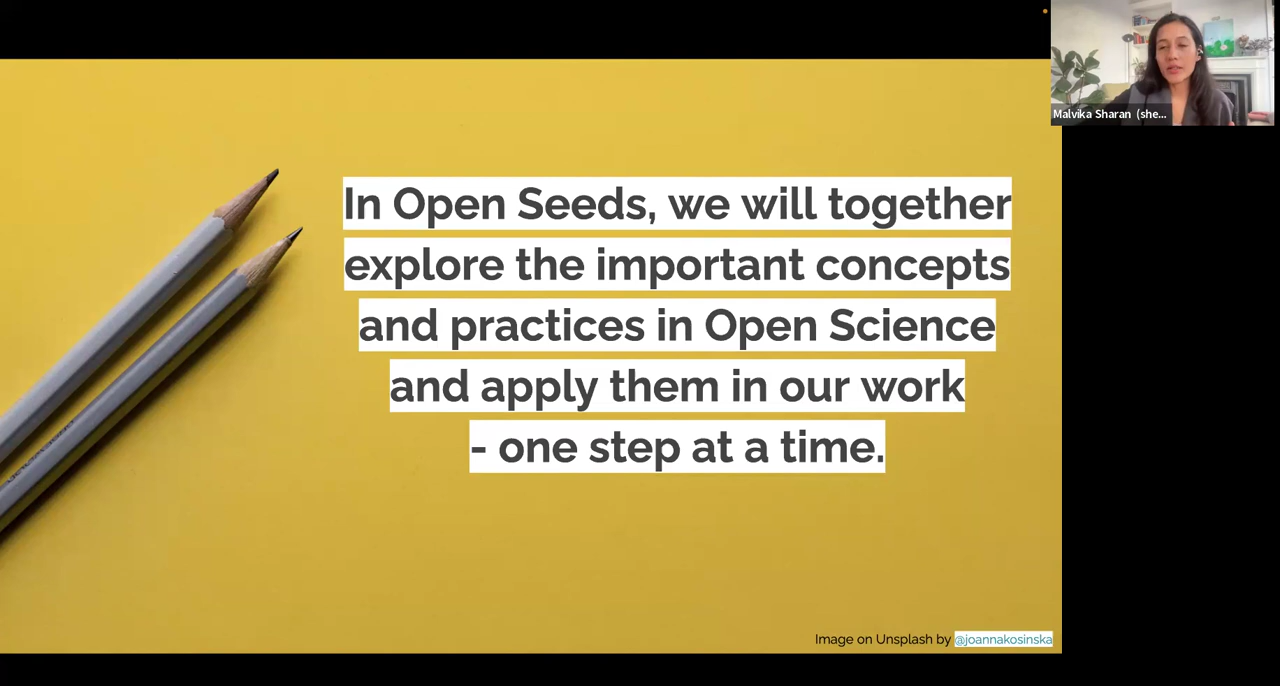 Malvika Sharan (she...
In Open Seeds, we will together
explore the important concepts
and practices in Open Science
and apply them in our work
- one step at a time.
Image on Unsplash by @joannakosinska